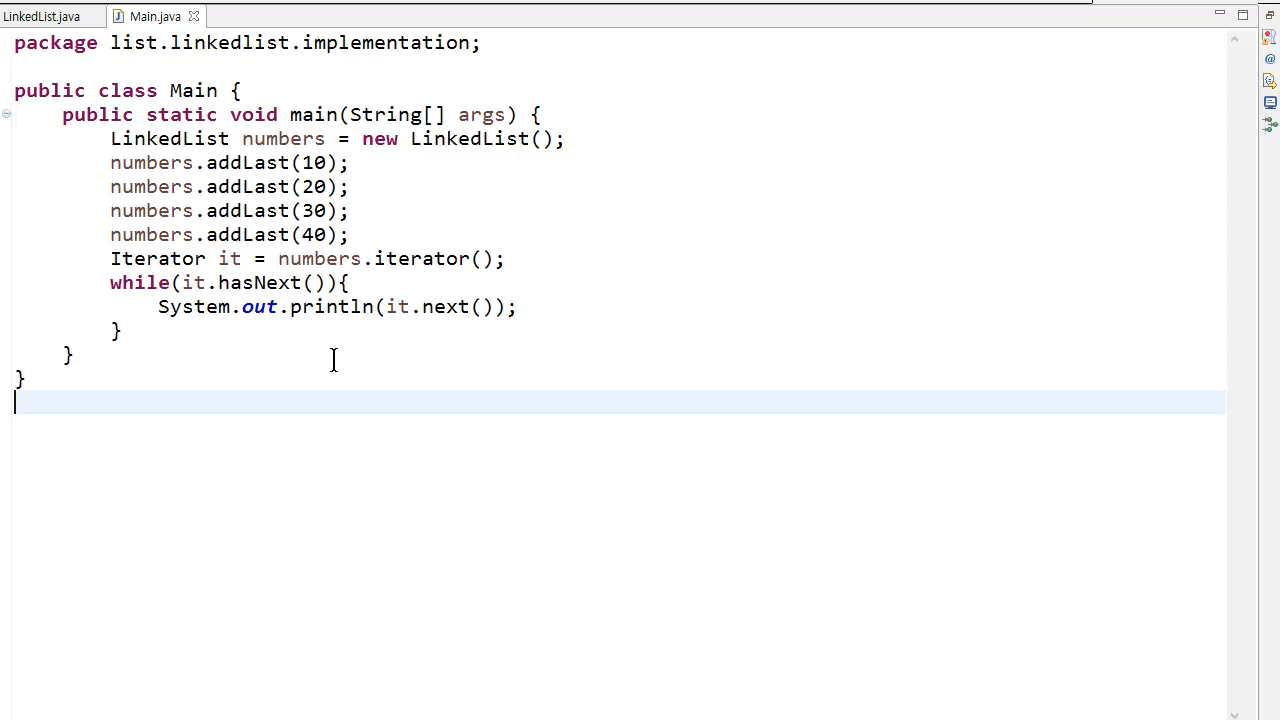 LinkedList.java
Main.java
package list.linkedlist.implementation;
public class Main {
    public static void main(String[] args) {
        LinkedList numbers = new LinkedList();
        numbers.addLast(10);
        numbers.addLast(20);
        numbers.addLast(30);
        numbers.addLast(40);
        Iterator it = numbers.iterator();
        while(it.hasNext()){
            System.out.println(it.next());
        }
    }
}